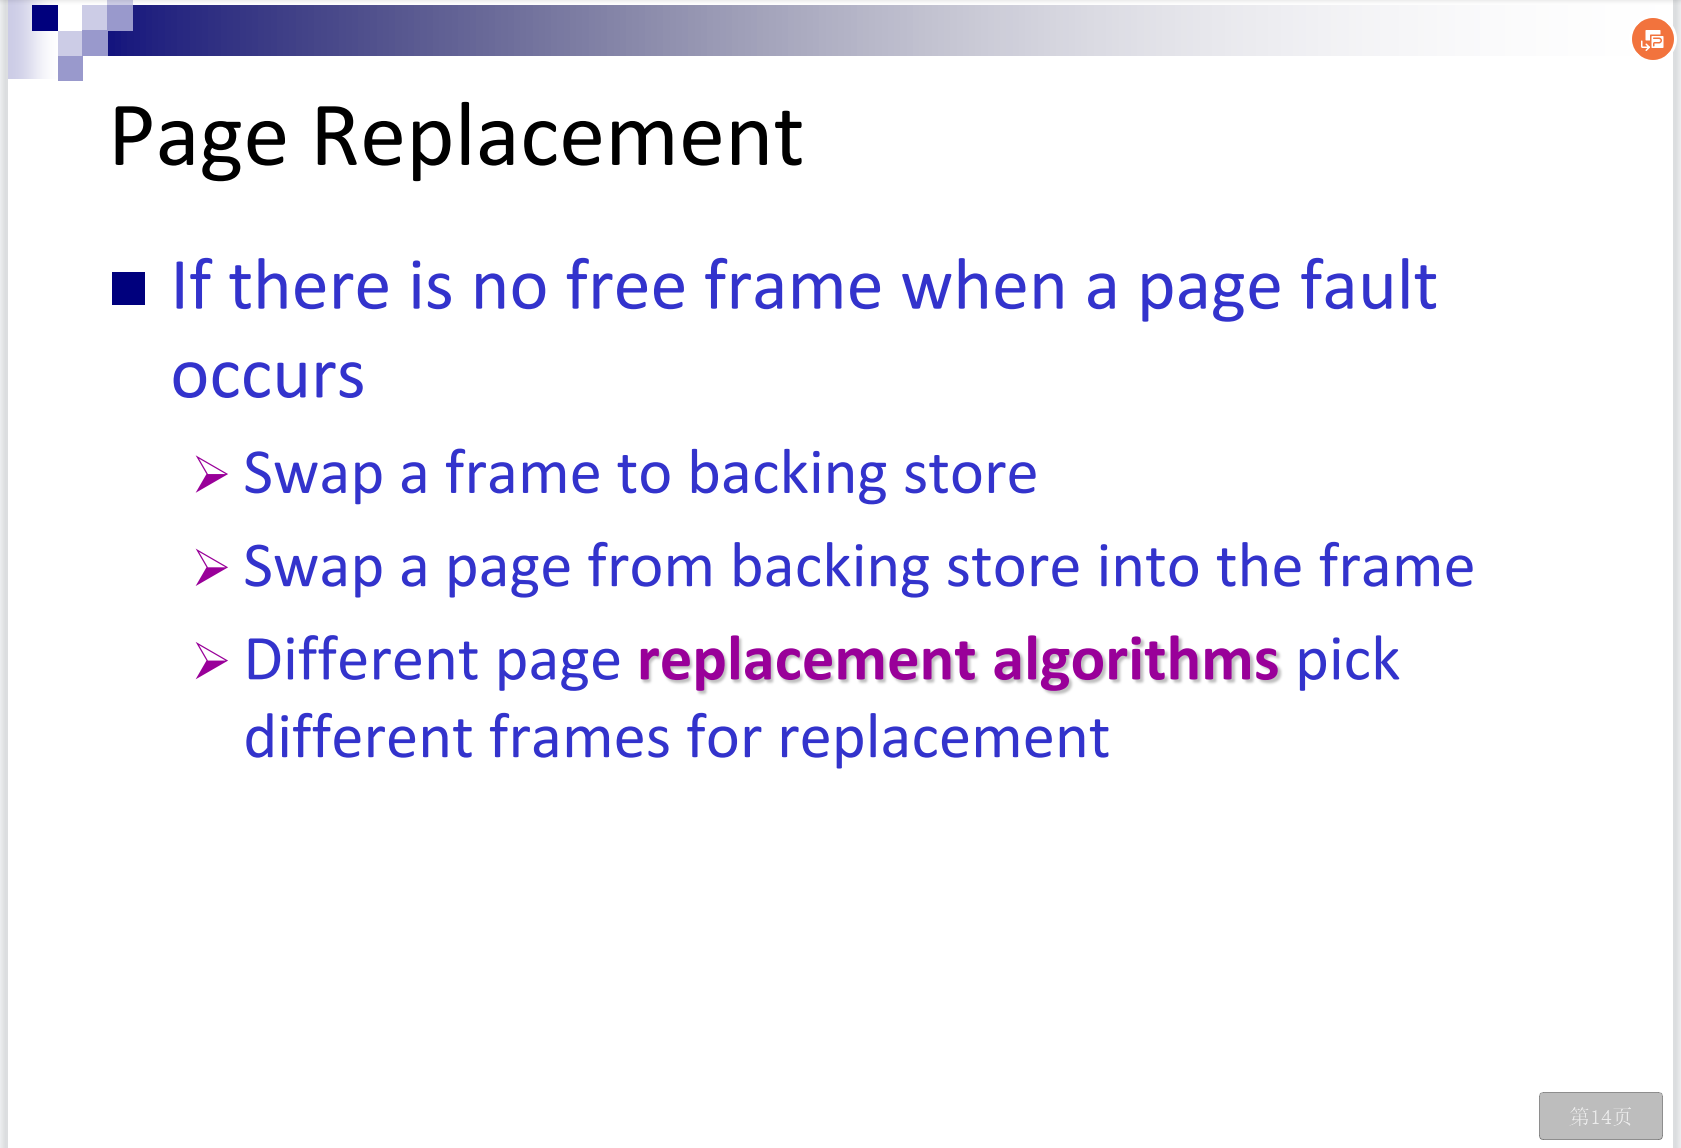 Page Replacement
If there is no free frame when a page fault
occurs
Swap a frame to backing store
Swap a page from backing store into the frame
Different page replacement algorithms pick
different frames for replacement
第14页